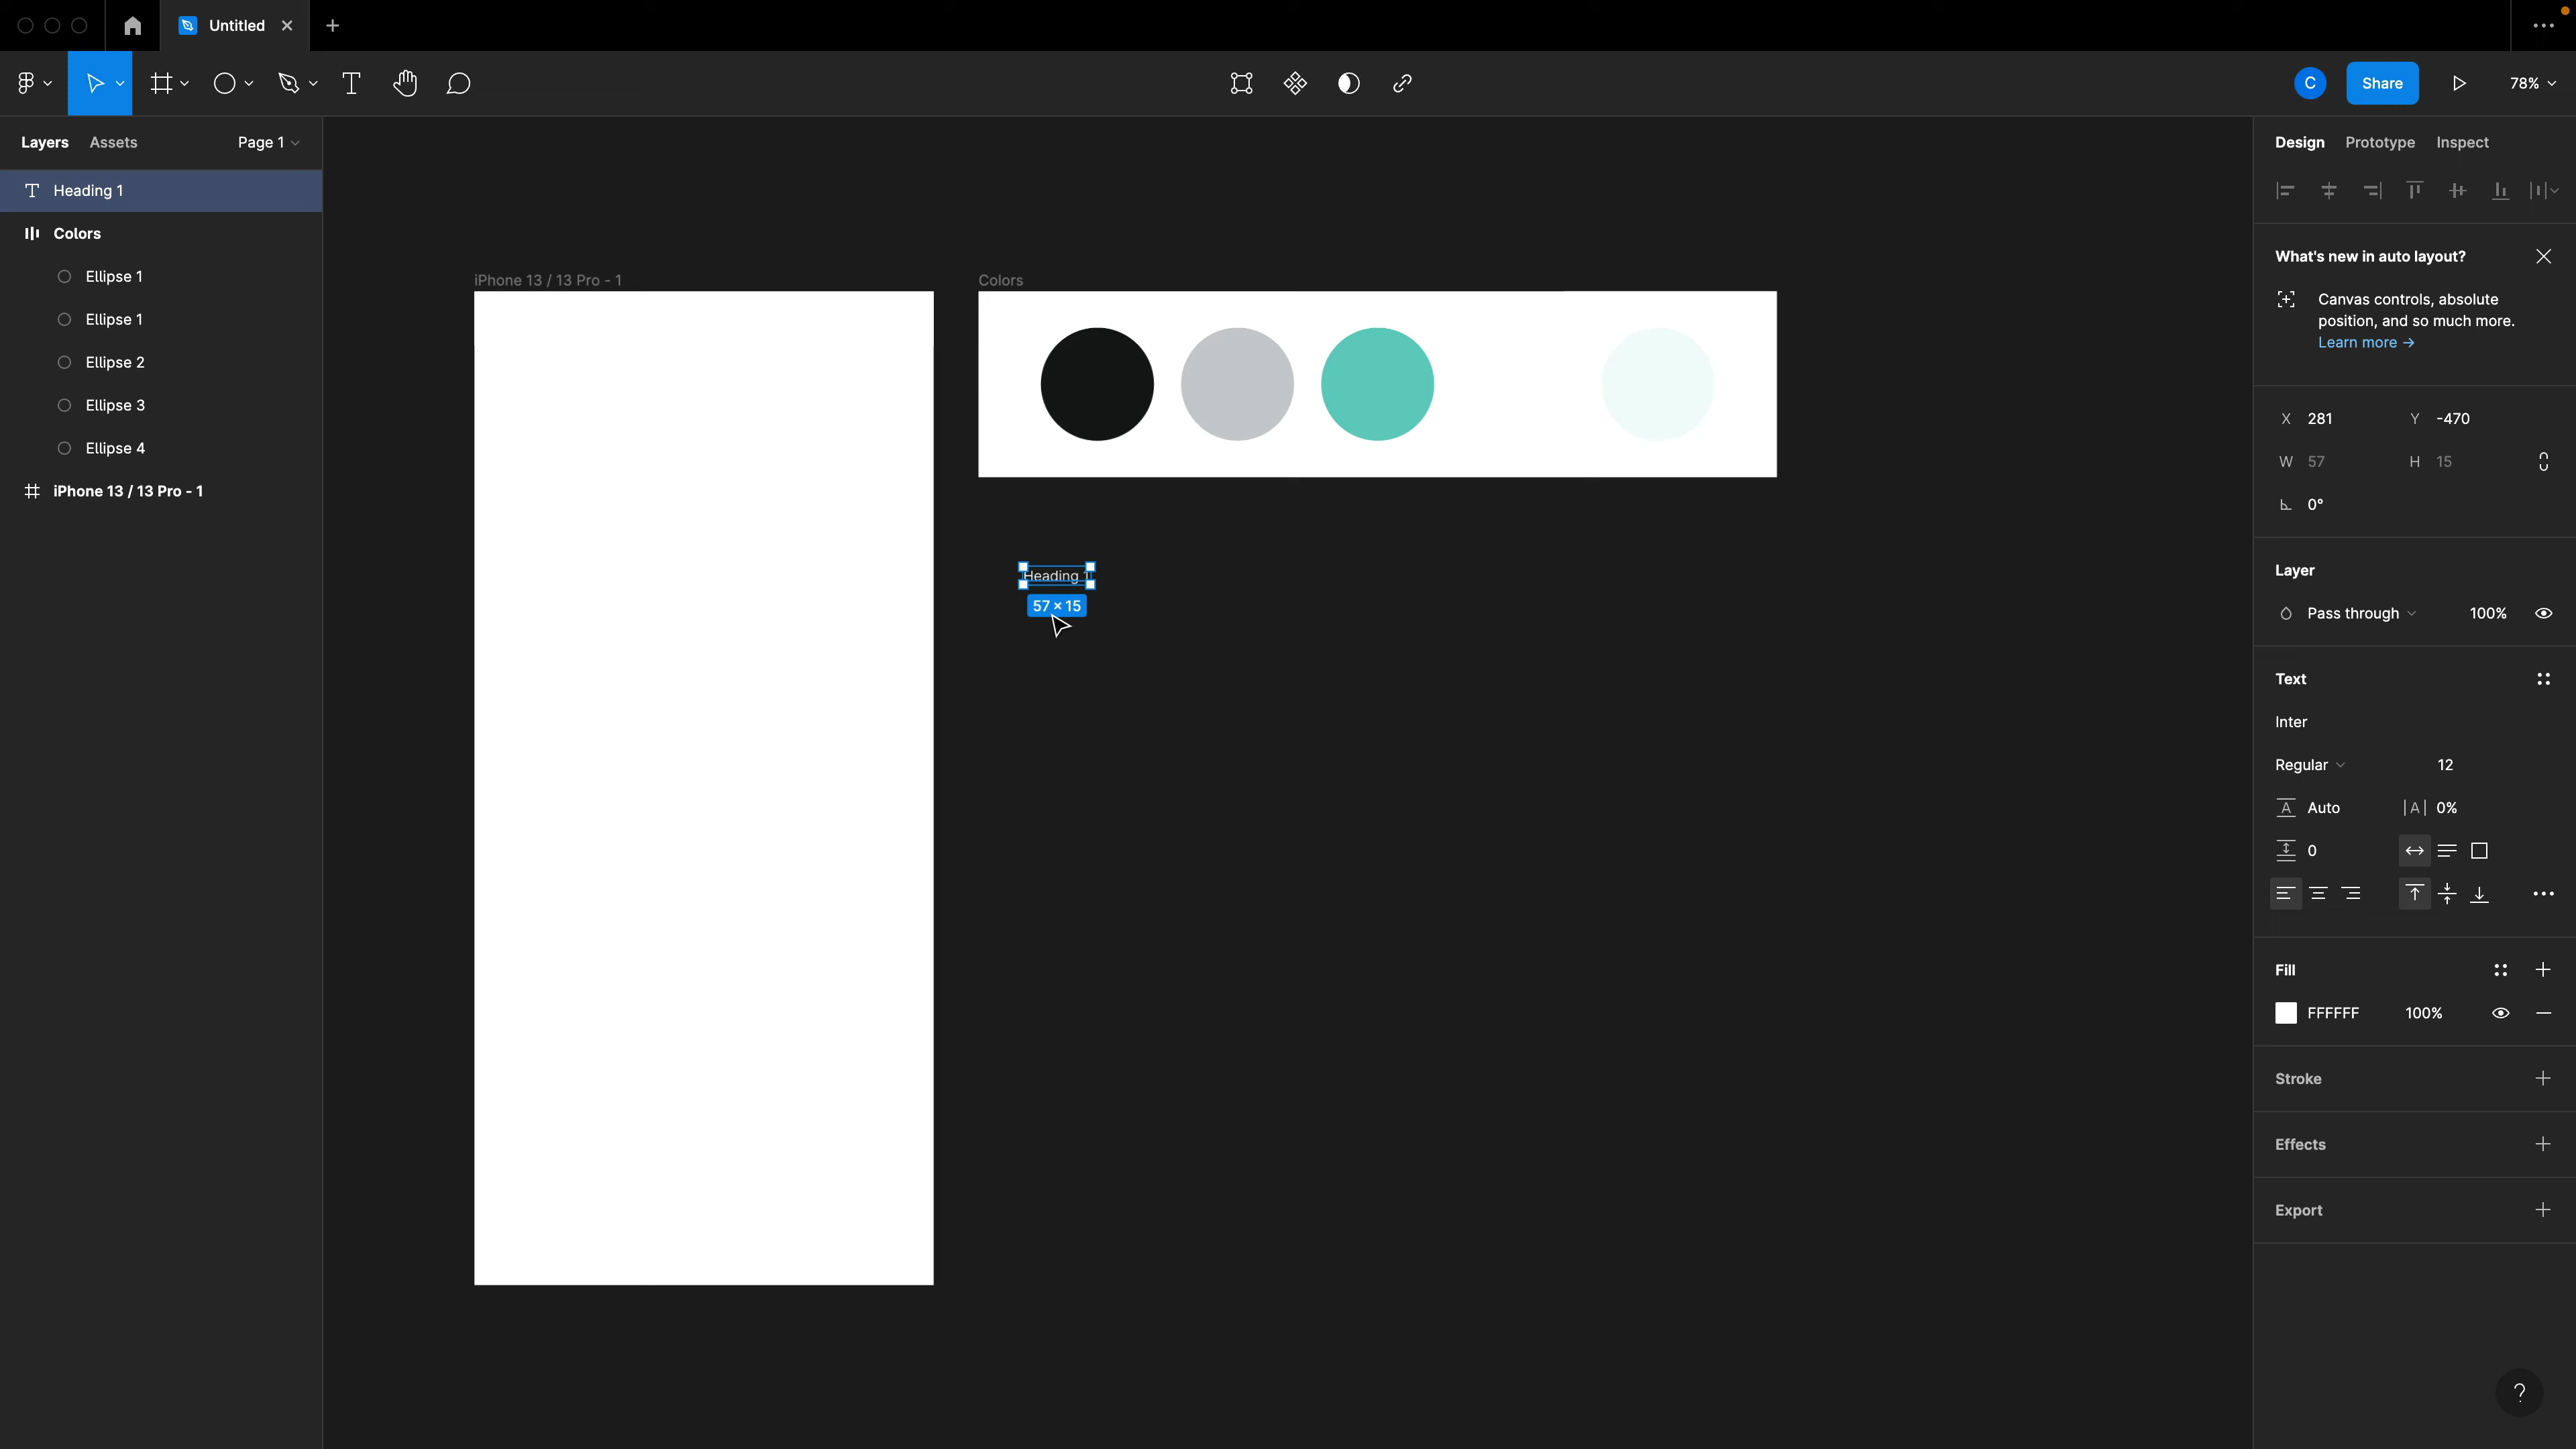 Untitled
C
Share
78%
Layers
Assets
Page 1
Design
Prototype
Inspect
Heading 1
Colors
Ellipse 1
Ellipse 1
Ellipse 2
Ellipse 3
Ellipse 4
iPhone 13 / 13 Pro - 1
iPhone 13 / 13 Pro - 1
Colors
Heading 1
57 × 15
What's new in auto layout?
Canvas controls, absolute
position, and so much more.
Learn more →
X 281 Y -470
W 57 H 15
0°
Layer
Pass through 100%
Text
Inter
Regular 12
A Auto |A| 0%
0
Fill
FFFFFF 100%
Stroke
Effects
Export
?